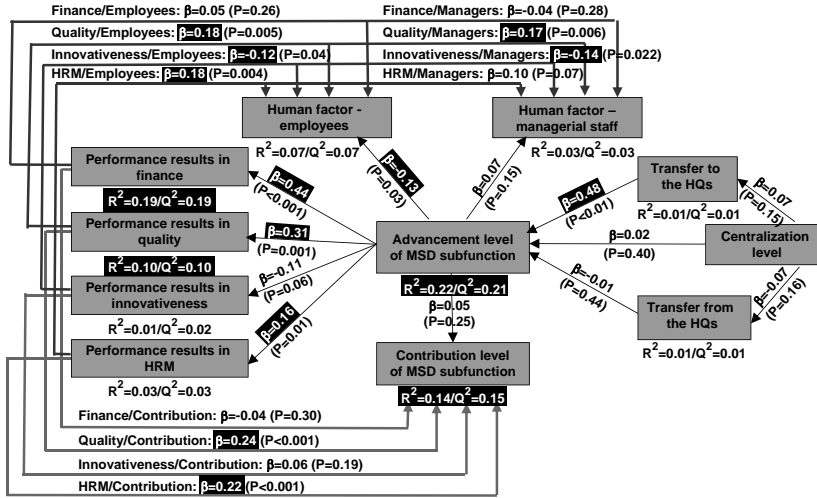 Finance/Employees: β=0.05 (P=0.26)
Finance/Managers: β=-0.04 (P=0.28)
Quality/Employees: β=0.18 (P=0.005)
Quality/Managers: β=0.17 (P=0.006)
Innovativeness/Employees: β=-0.12 (P=0.04)
Innovativeness/Managers: β=-0.14 (P=0.022)
HRM/Employees: β=0.18 (P=0.004)
HRM/Managers: β=0.10 (P=0.07)
Human factor -
employees
R²=0.07/Q²=0.07
Human factor –
managerial staff
R²=0.03/Q²=0.03
Performance results in
finance
R²=0.19/Q²=0.19
β=0.44
(P<0.001)
β=-0.13
(P=0.03)
β=0.07
(P=0.15)
Transfer to
the HQs
R²=0.01/Q²=0.01
β=0.48
(P<0.01)
β=0.07
(P=0.15)
Performance results in
quality
R²=0.10/Q²=0.10
β=0.31
(P=0.001)
Advancement level of
MSD subfunction
R²=0.22/Q²=0.21
β=0.02
(P=0.40)
Centralization
level
Performance results in
innovativeness
R²=0.01/Q²=0.02
β=-0.11
(P=0.06)
β=-0.01
(P=0.44)
β=-0.07
(P=0.16)
Transfer from
the HQs
R²=0.01/Q²=0.01
β=0.05
(P=0.25)
Performance results in
HRM
R²=0.03/Q²=0.03
β=0.16
(P=0.01)
Contribution level
of MSD subfunction
R²=0.14/Q²=0.15
Finance/Contribution: β=-0.04 (P=0.30)
Quality/Contribution: β=0.24 (P<0.001)
Innovativeness/Contribution: β=0.06 (P=0.19)
HRM/Contribution: β=0.22 (P<0.001)